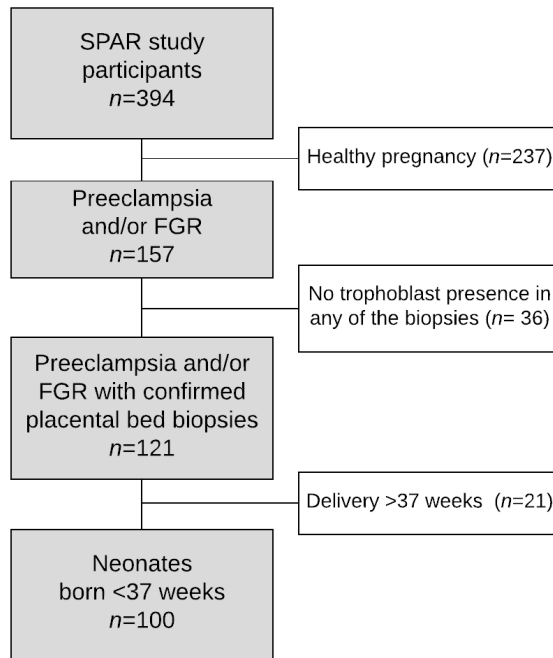 SPAR study
participants
n=394
Healthy pregnancy (n=237)
Preeclampsia
and/or FGR
n=157
No trophoblast presence in
any of the biopsies (n= 36)
Preeclampsia and/or
FGR with confirmed
placental bed biopsies
n=121
Delivery >37 weeks (n=21)
Neonates
born <37 weeks
n=100